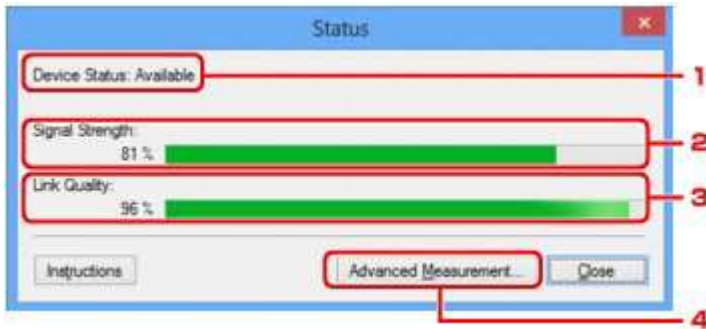 Status
Device Status: Available
1
Signal Strength:
81 %
2
Link Quality:
96 %
3
Instructions
Advanced Measurement...
Close
4